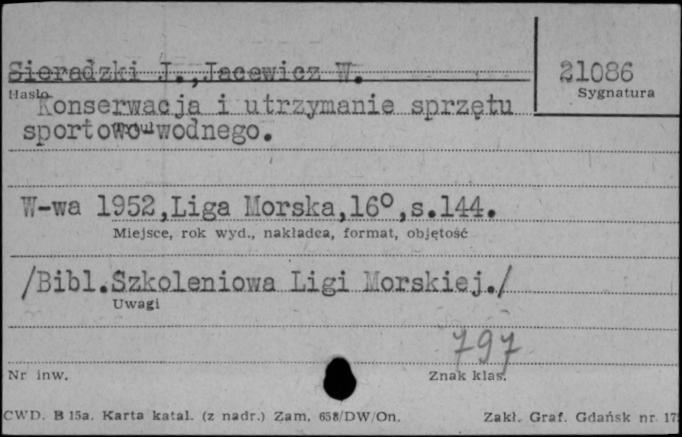 Sieradzki J.,Jacewicz W.
21086
Hasło
Sygnatura
Konserwacja i utrzymanie sprzętu
sportowo-wodnego.
W-wa 1952,Liga Morska,16°,s.144.
Miejsce, rok wyd., nakładca, format, objętość
/Bibl.Szkoleniowa Ligi Morskiej./
Uwagi
797
Nr inw.
Znak klas.
CWD. B 15a. Karta katal. (z nadr.) Zam. 658/DW/On.
Zakł. Graf. Gdańsk nr